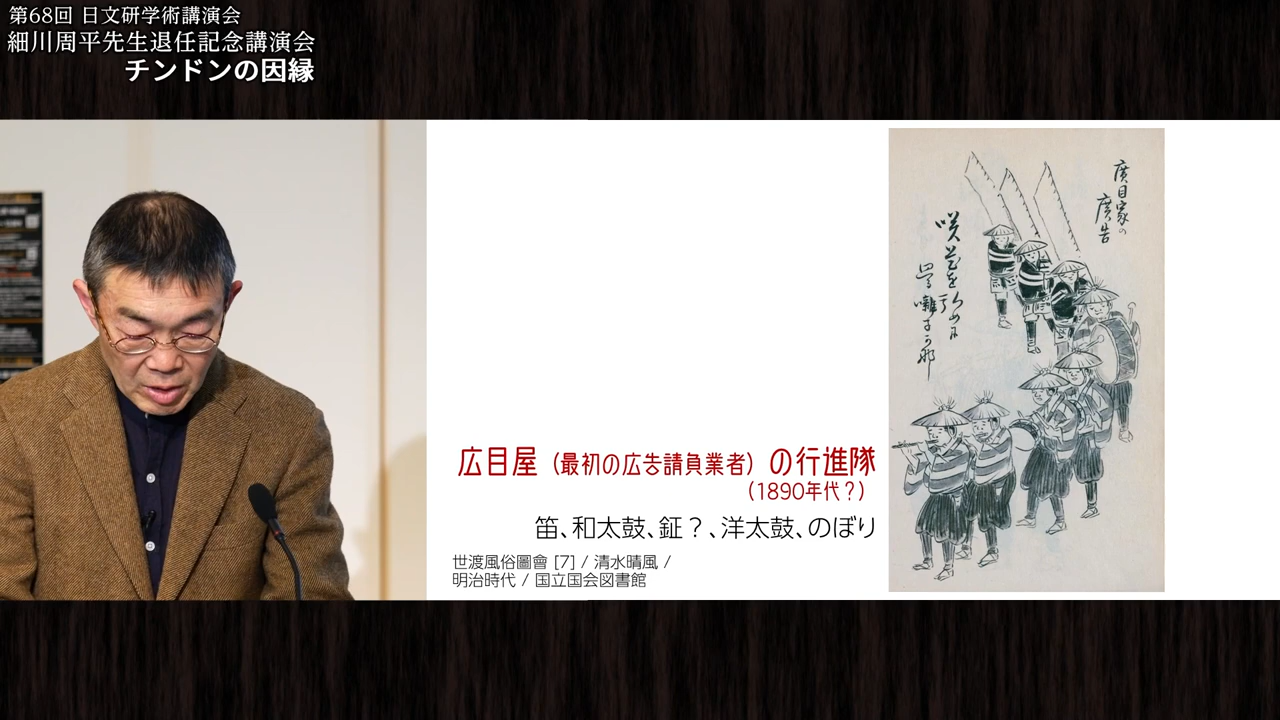 第68回 日文研学術講演会
細川周平先生退任記念講演会
チンドンの因縁
広目屋（最初の広告請負業者）の行進隊
（1890年代？）
笛、和太鼓、鉦？、洋太鼓、のぼり
世渡風俗圖會 [7] / 清水晴風 /
明治時代 / 国立国会図書館
廣目家の
廣告